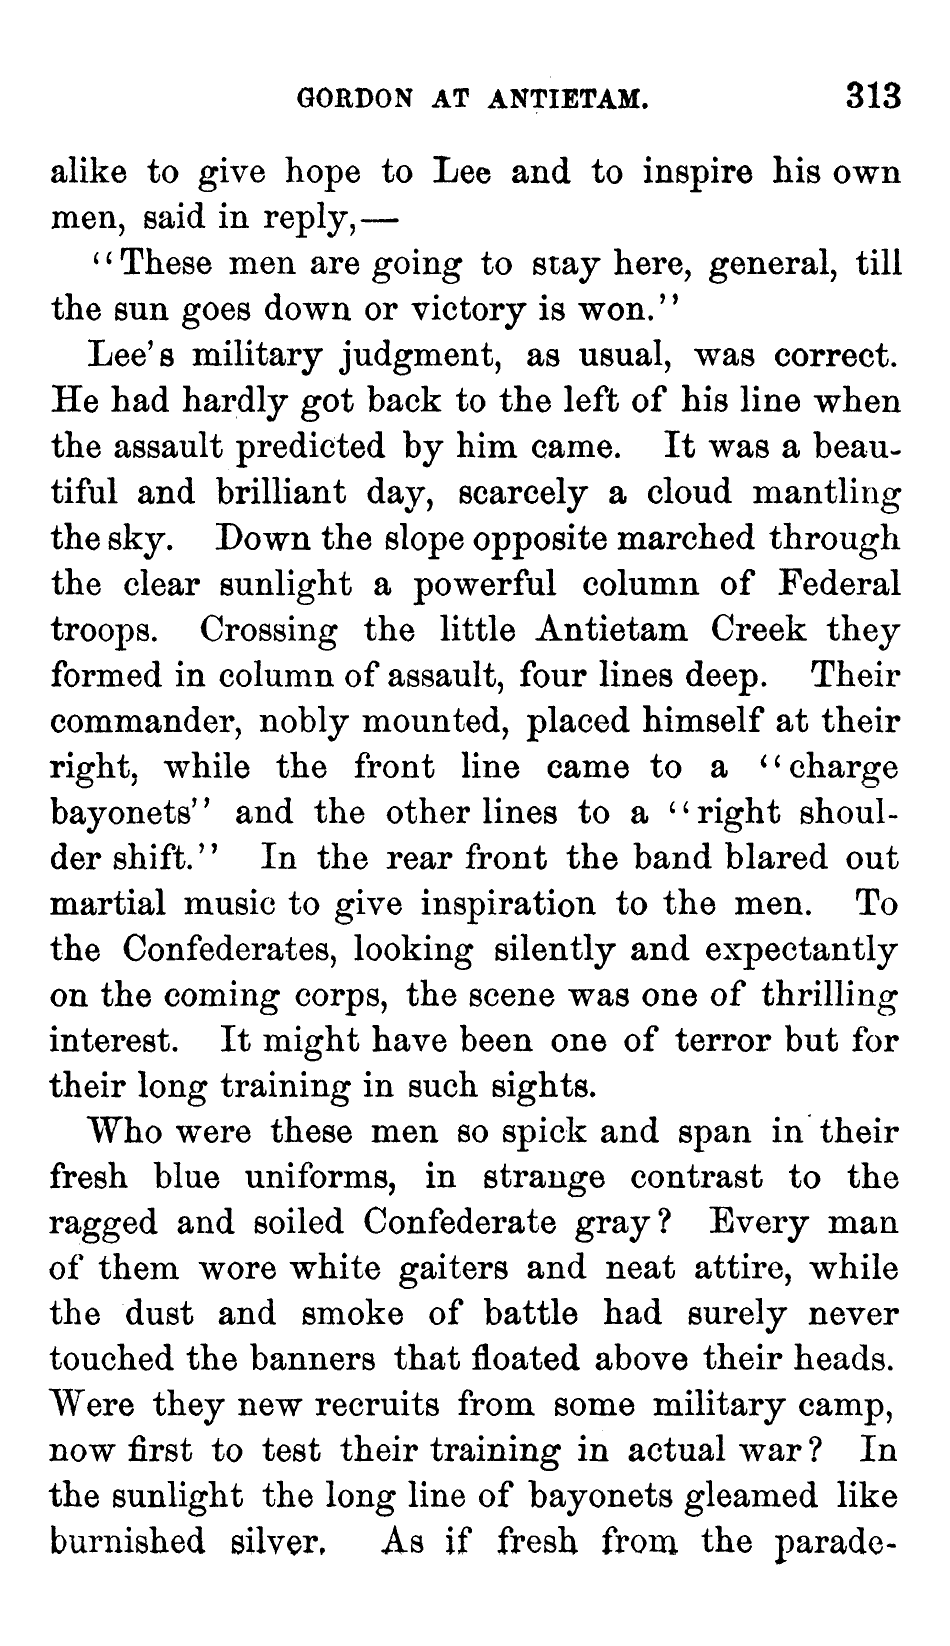 GORDON AT ANTIETAM. 313
alike to give hope to Lee and to inspire his own
men, said in reply,—
"These men are going to stay here, general, till
the sun goes down or victory is won."
Lee's military judgment, as usual, was correct.
He had hardly got back to the left of his line when
the assault predicted by him came. It was a beau-
tiful and brilliant day, scarcely a cloud mantling
the sky. Down the slope opposite marched through
the clear sunlight a powerful column of Federal
troops. Crossing the little Antietam Creek they
formed in column of assault, four lines deep. Their
commander, nobly mounted, placed himself at their
right, while the front line came to a "charge
bayonets" and the other lines to a "right shoul-
der shift." In the rear front the band blared out
martial music to give inspiration to the men. To
the Confederates, looking silently and expectantly
on the coming corps, the scene was one of thrilling
interest. It might have been one of terror but for
their long training in such sights.
Who were these men so spick and span in their
fresh blue uniforms, in strange contrast to the
ragged and soiled Confederate gray? Every man
of them wore white gaiters and neat attire, while
the dust and smoke of battle had surely never
touched the banners that floated above their heads.
Were they new recruits from some military camp,
now first to test their training in actual war? In
the sunlight the long line of bayonets gleamed like
burnished silver. As if fresh from the parade-